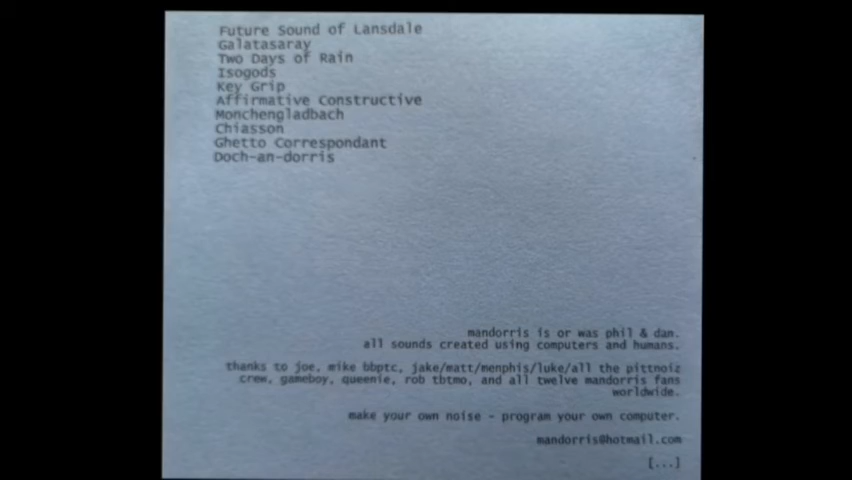 Future Sound of Lansdale
Galatasaray
Two Days of Rain
Isogods
Key Grip
Affirmative Constructive
Monchengladbach
Chiasson
Ghetto Correspondant
Doch-an-dorris
mandorris is or was phil & dan.
all sounds created using computers and humans.
thanks to joe, mike bbptc, jake/matt/menphis/luke/all the pittnoiz
crew, gameboy, queenie, rob tbtmo, and all twelve mandorris fans
worldwide.
make your own noise - program your own computer.
mandorris@hotmail.com
[...]